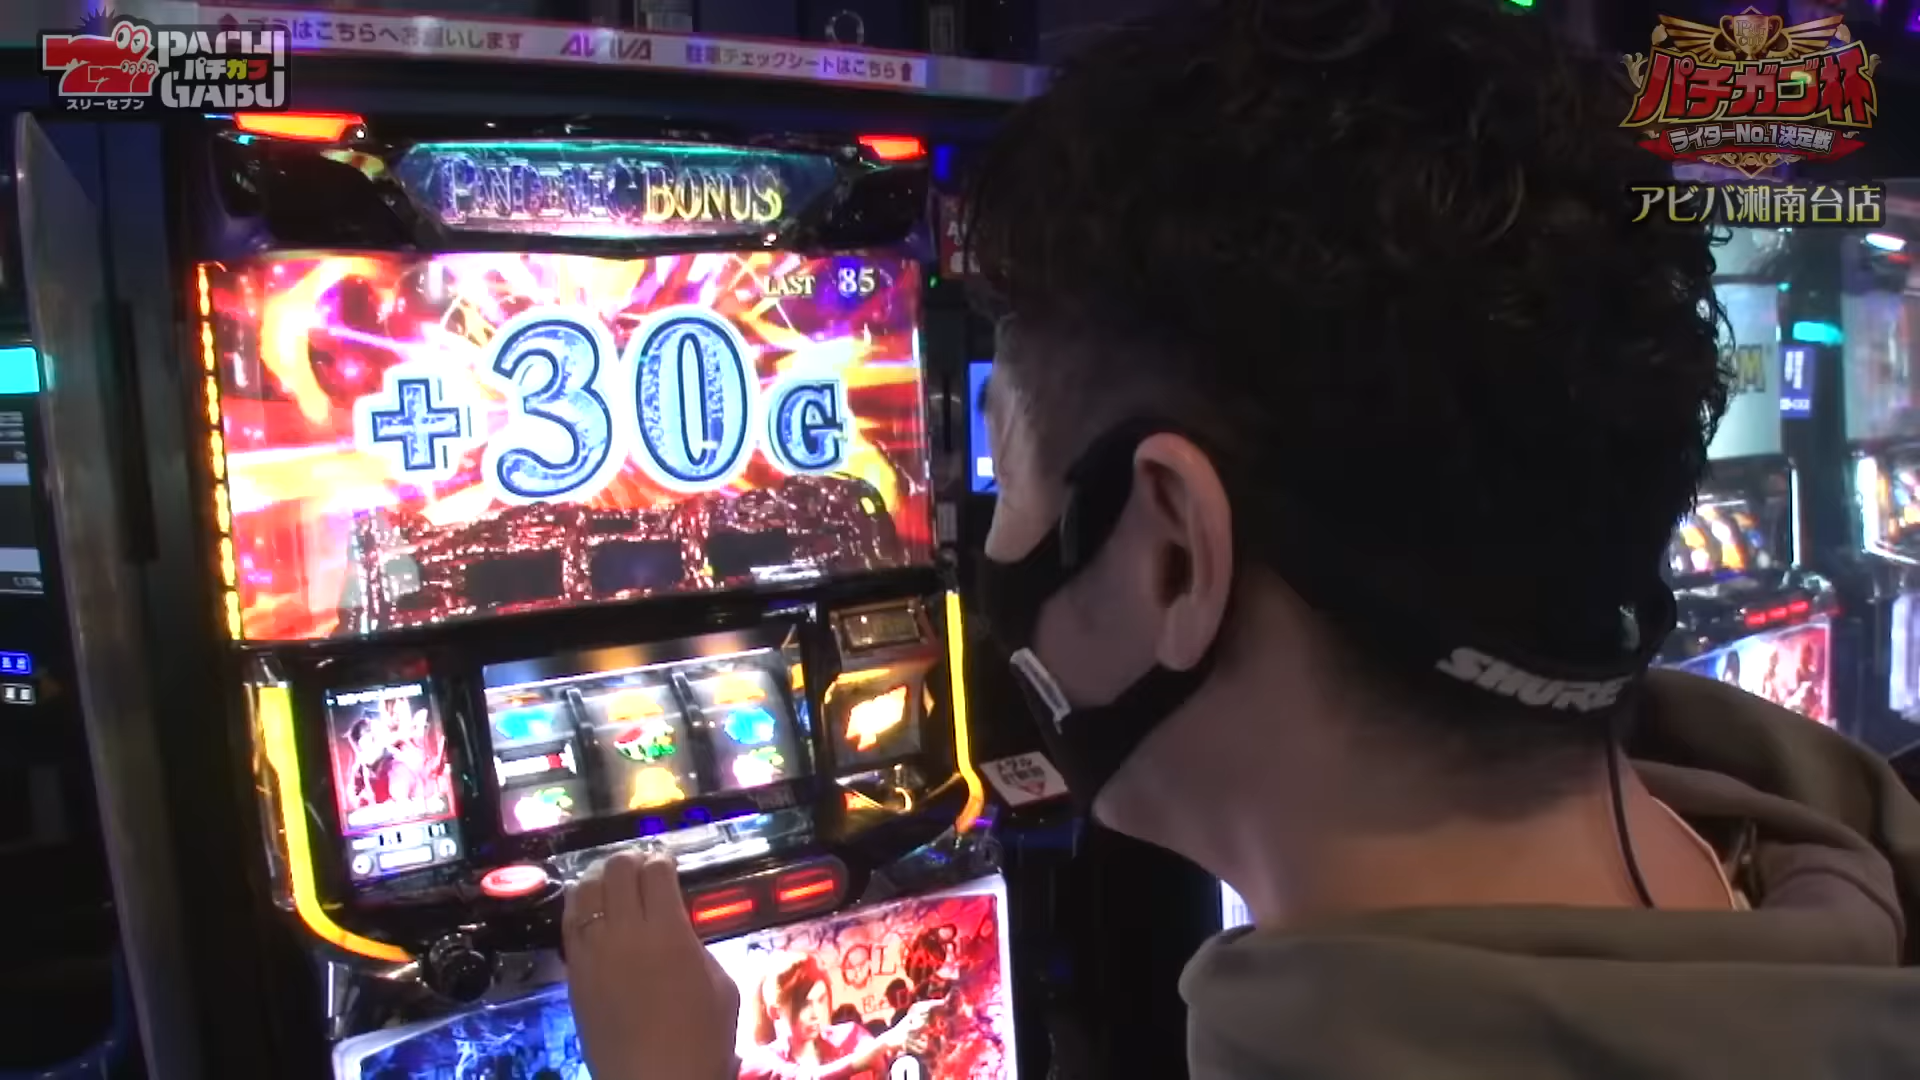 スリーセブン
PACHI
パチガブ
GABU
ゴミはこちらへお願いします AVIVA 駐車チェックシートはこちら
パチガブ杯
ライターNo.1決定戦
アビバ湘南台店
PANDEMIC BONUS
LAST 85
+30G
SHURE